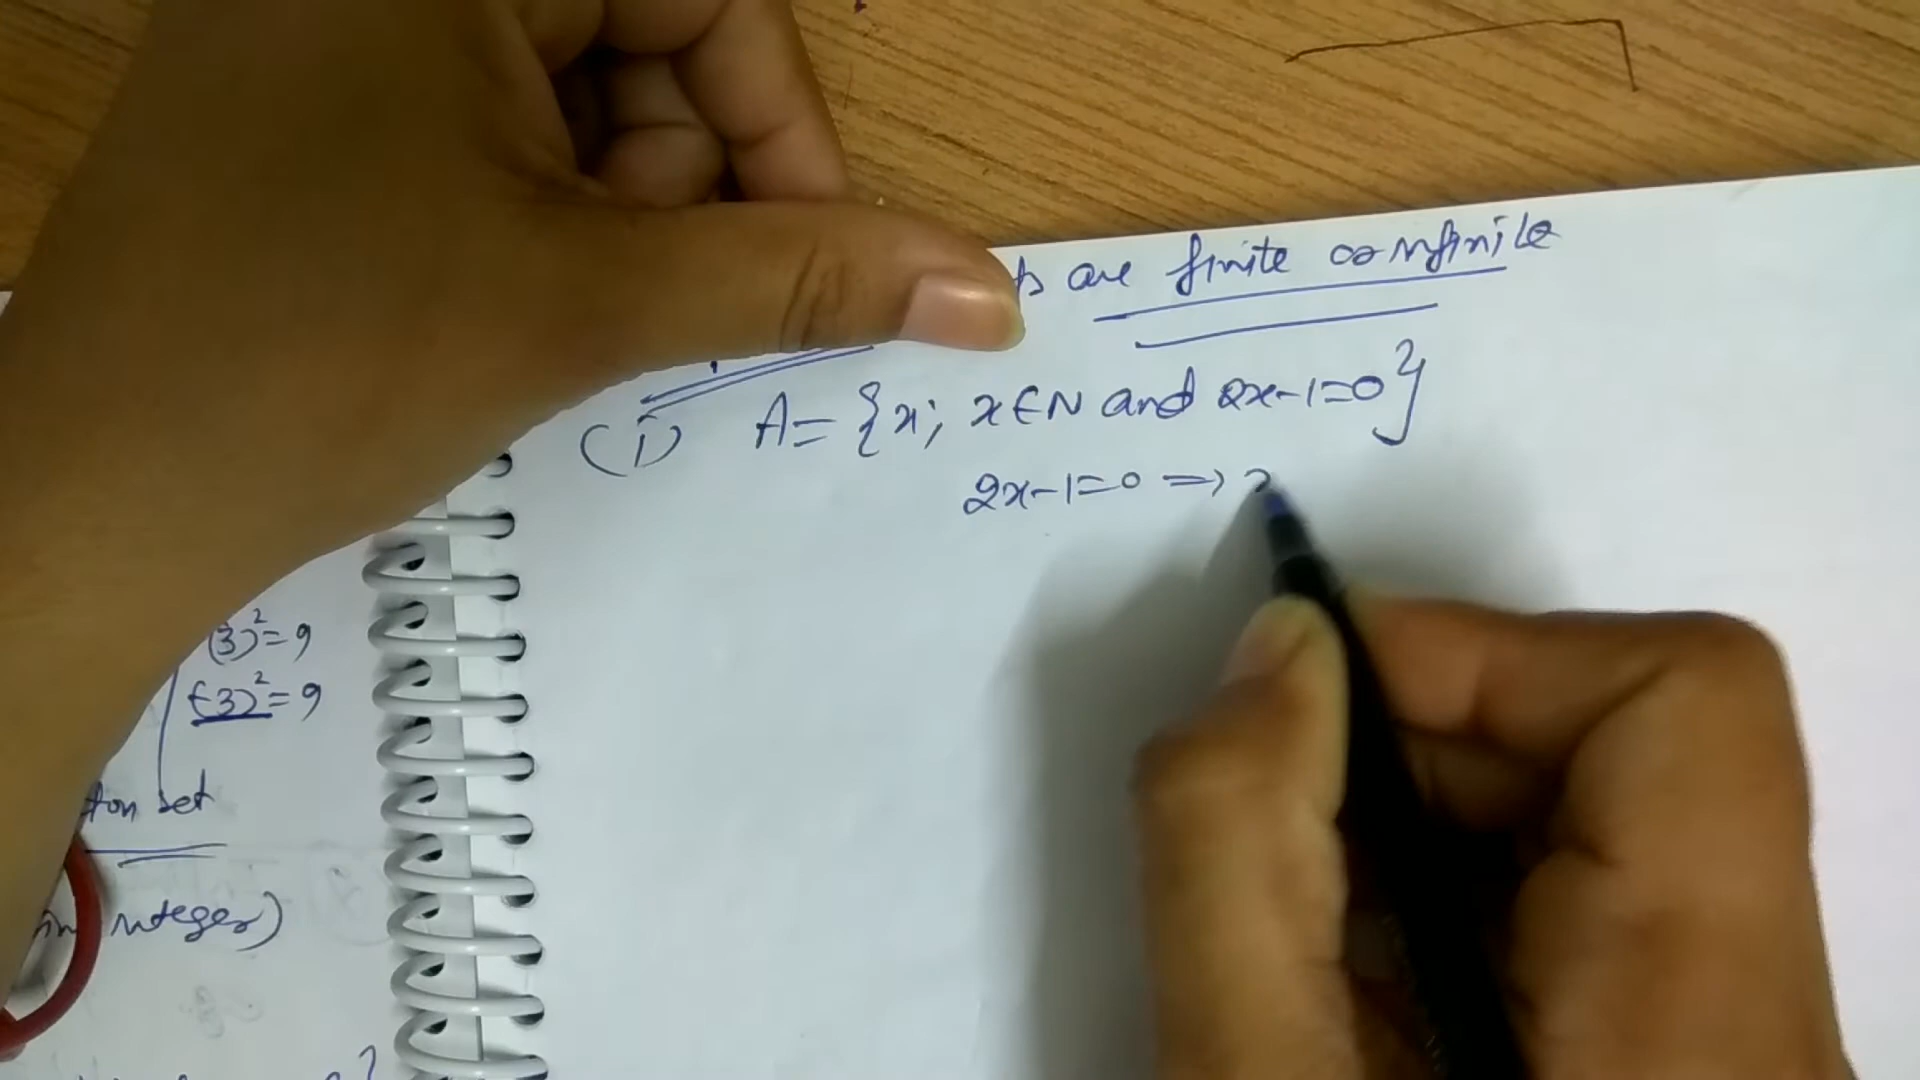 are finite or infinite
(i) A = {x; x∈N and 2x-1=0}
2x-1=0 ⇒ x
(3)²=9
(-3)²=9
ton set
integer)